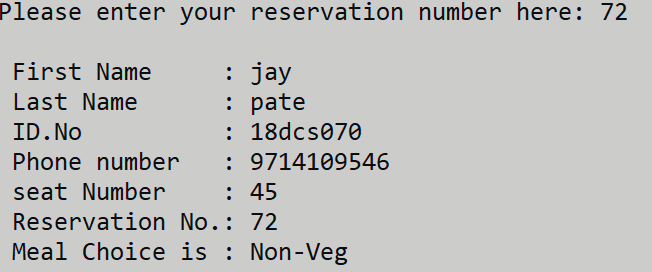 Please enter your reservation number here: 72
First Name : jay
Last Name : pate
ID.No : 18dcs070
Phone number : 9714109546
seat Number : 45
Reservation No.: 72
Meal Choice is : Non-Veg